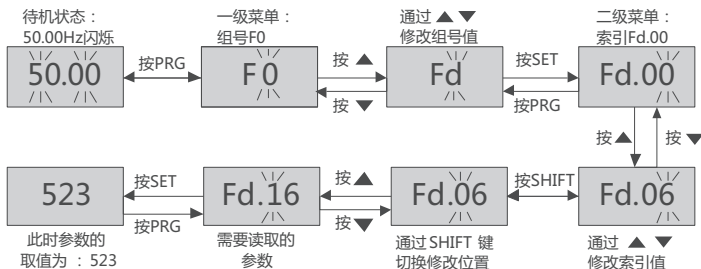 待机状态：
50.00Hz闪烁
一级菜单：
组号F0
通过 ▲ ▼
修改组号值
二级菜单：
索引Fd.00
50.00
按PRG
F0
按 ▲
按 ▼
Fd
按SET
按PRG
Fd.00
按 ▲
按 ▼
523
按SET
按PRG
Fd.16
按 ▲
按 ▼
Fd.06
按SHIFT
Fd.06
此时参数的
取值为 ：523
需要读取的
参数
通过 SHIFT 键
切换修改位置
通过 ▲ ▼
修改索引值